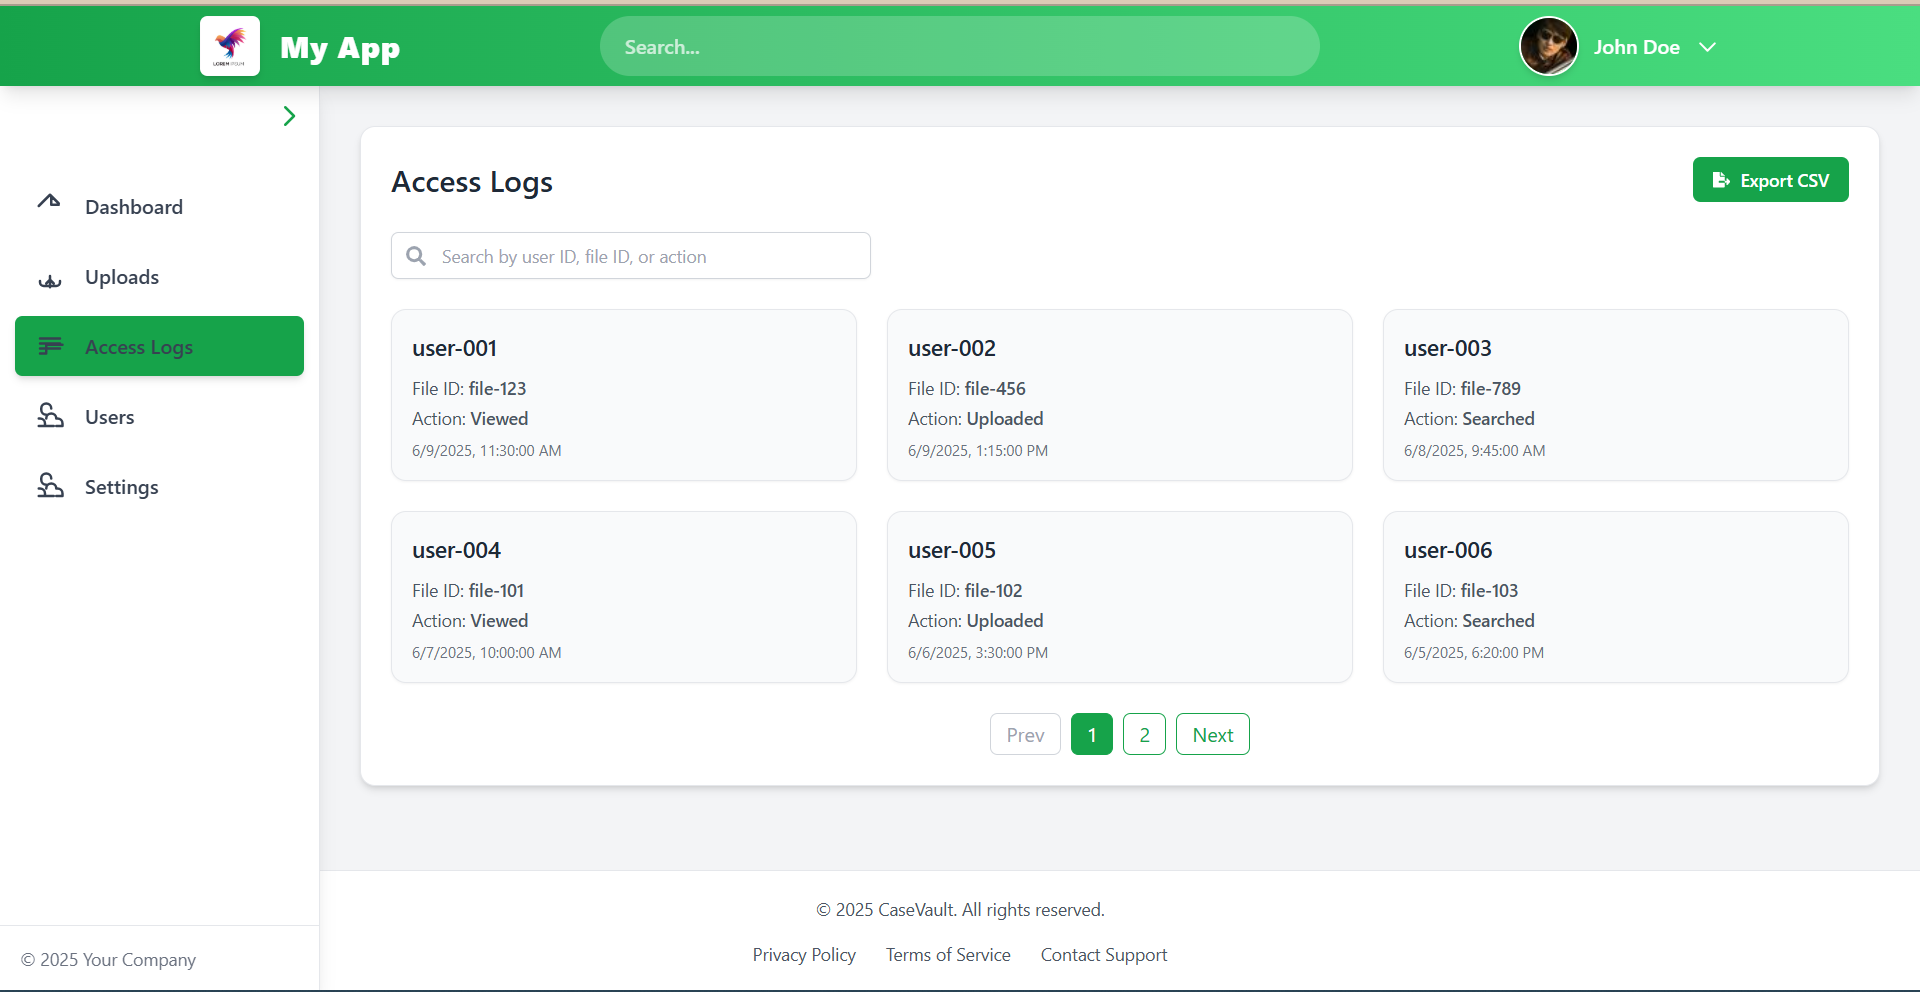 LOREM IPSUM
My App
Search...
John Doe
Dashboard
Uploads
Access Logs
Users
Settings
© 2025 Your Company
Access Logs
Export CSV
Search by user ID, file ID, or action
user-001
File ID: file-123
Action: Viewed
6/9/2025, 11:30:00 AM
user-002
File ID: file-456
Action: Uploaded
6/9/2025, 1:15:00 PM
user-003
File ID: file-789
Action: Searched
6/8/2025, 9:45:00 AM
user-004
File ID: file-101
Action: Viewed
6/7/2025, 10:00:00 AM
user-005
File ID: file-102
Action: Uploaded
6/6/2025, 3:30:00 PM
user-006
File ID: file-103
Action: Searched
6/5/2025, 6:20:00 PM
Prev 1 2 Next
© 2025 CaseVault. All rights reserved.
Privacy Policy Terms of Service Contact Support